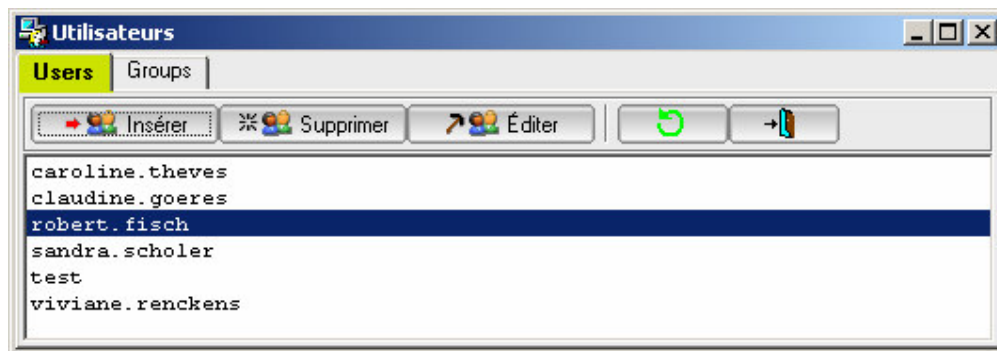 Utilisateurs
Users Groups
Insérer Supprimer Éditer
caroline.theves
claudine.goeres
robert.fisch
sandra.scholer
test
viviane.renckens